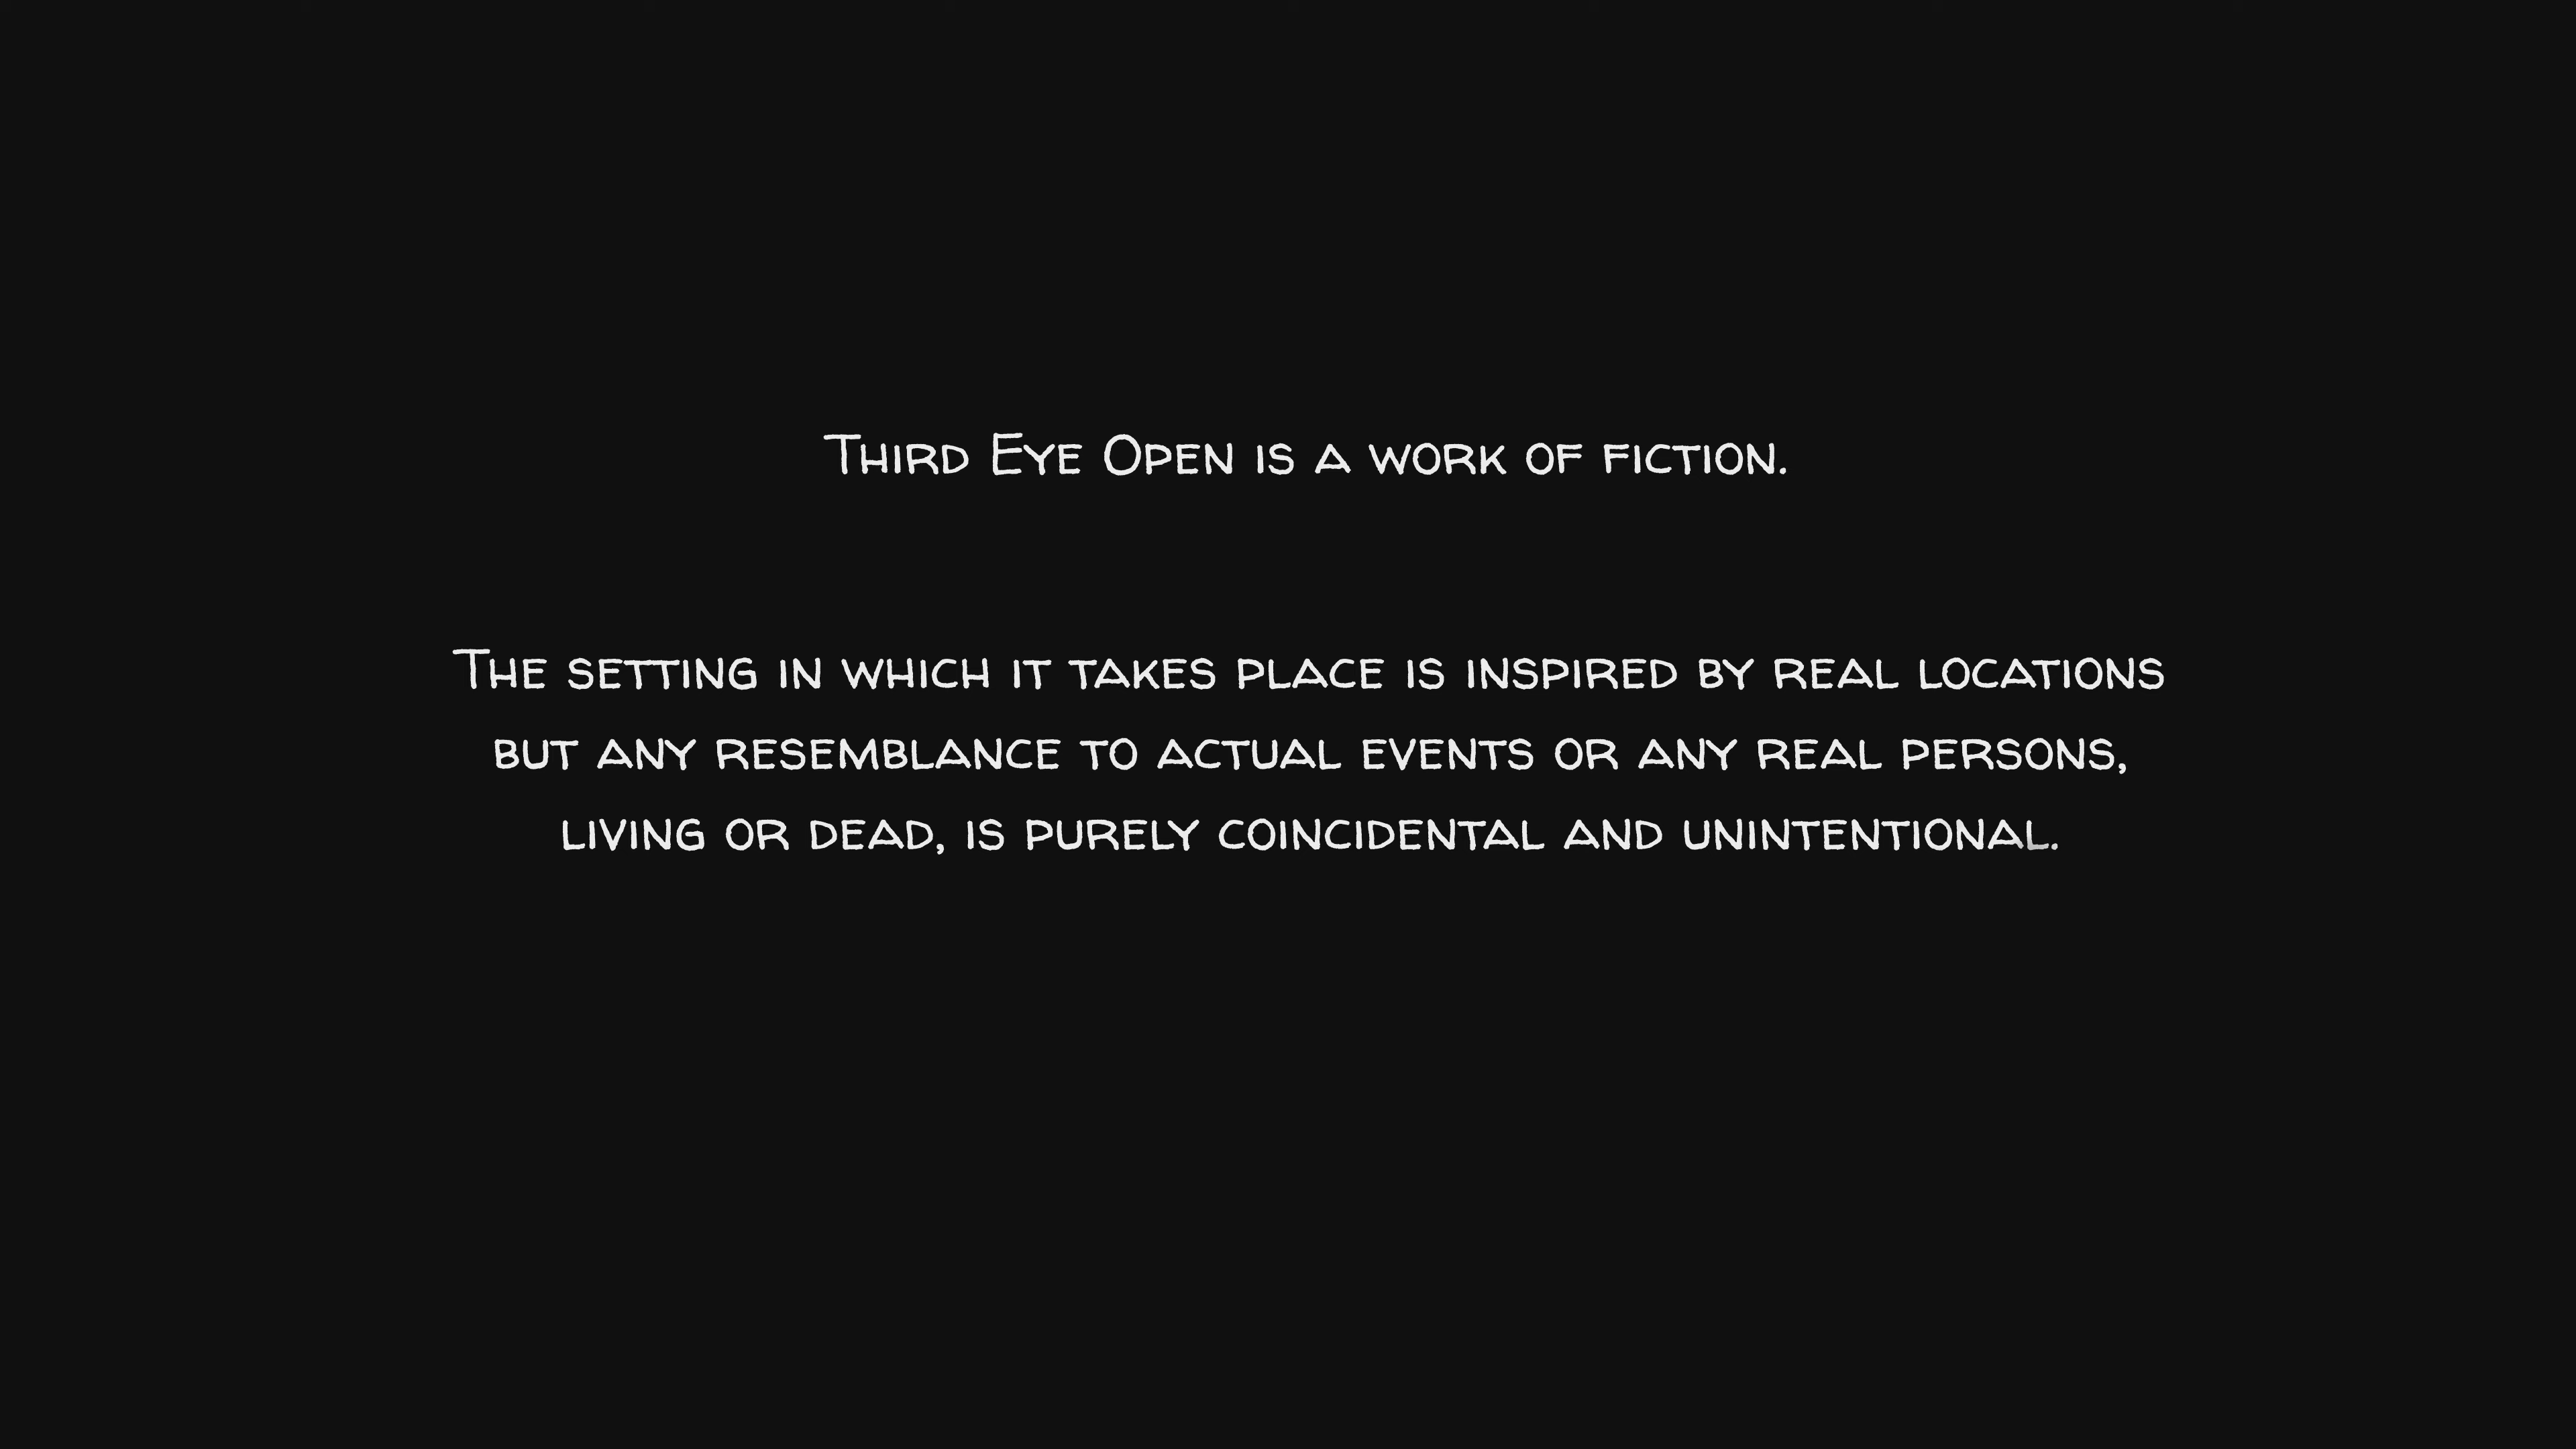 Third Eye Open is a work of fiction.
The setting in which it takes place is inspired by real locations
but any resemblance to actual events or any real persons,
living or dead, is purely coincidental and unintentional.